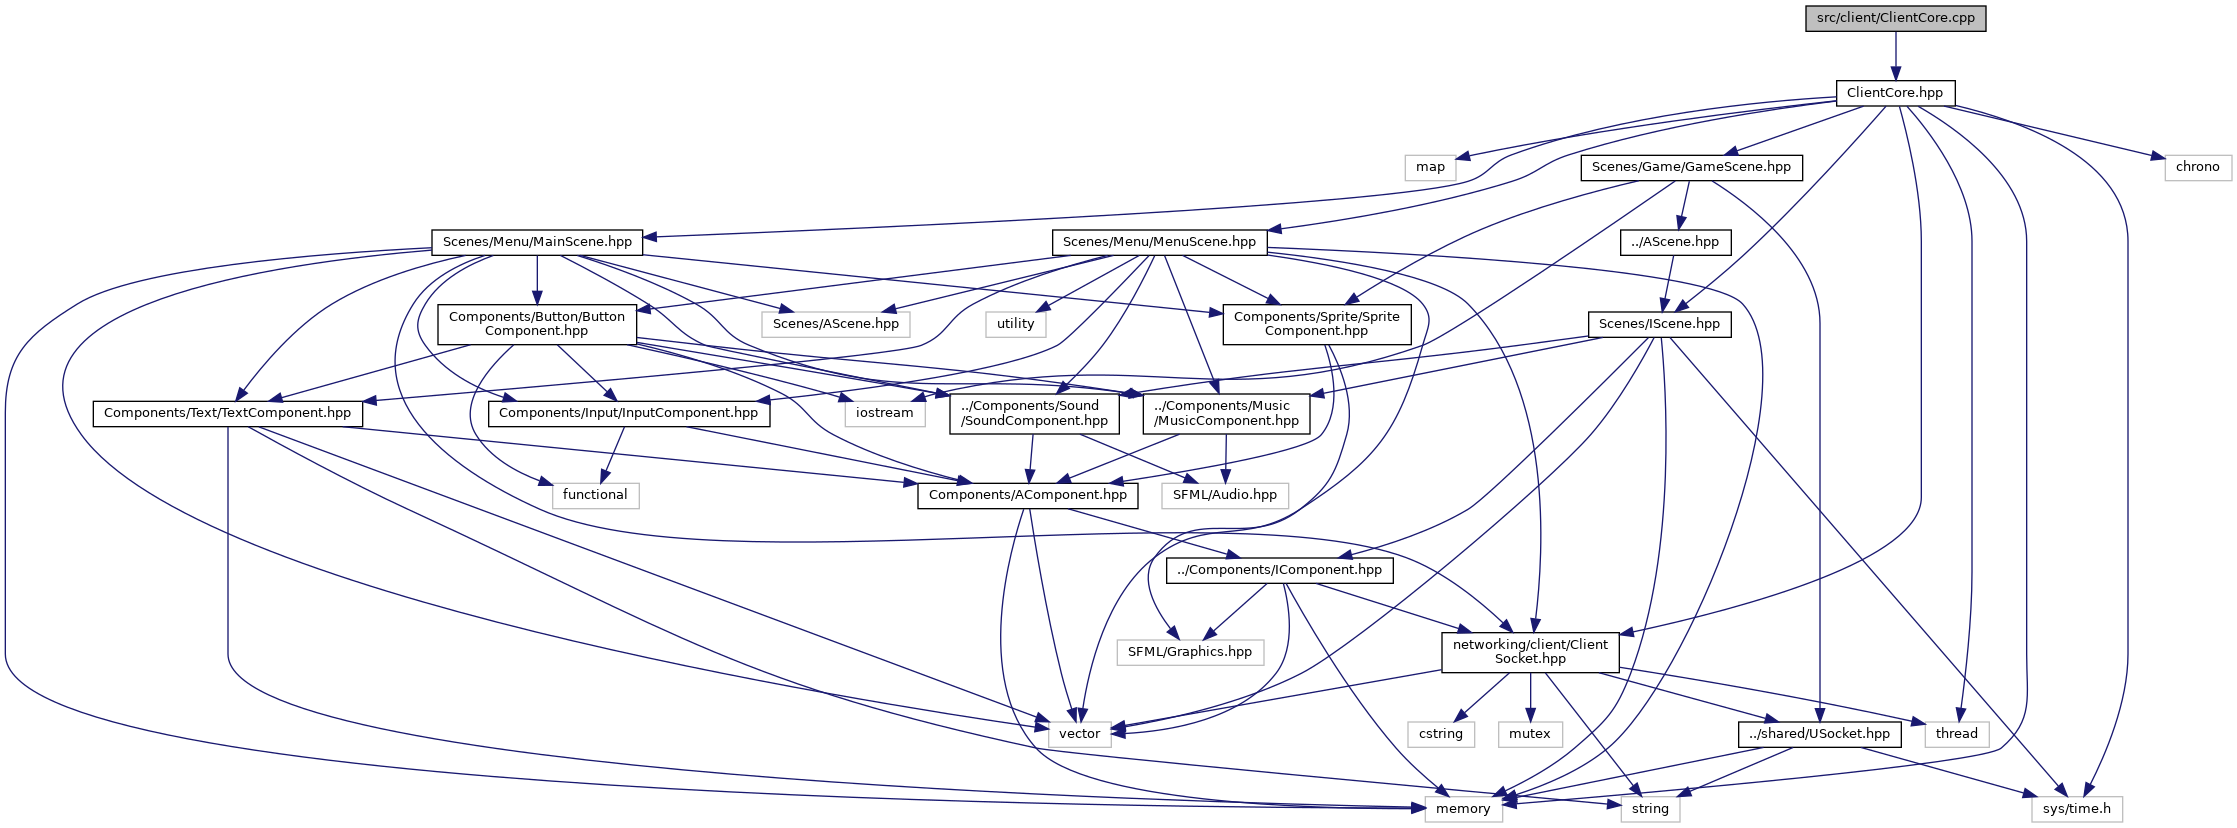 src/client/ClientCore.cpp
ClientCore.hpp
map
Scenes/Game/GameScene.hpp
chrono
Scenes/Menu/MainScene.hpp
Scenes/Menu/MenuScene.hpp
../AScene.hpp
Components/Button/Button
Component.hpp
Scenes/AScene.hpp
utility
Components/Sprite/Sprite
Component.hpp
Scenes/IScene.hpp
Components/Text/TextComponent.hpp
Components/Input/InputComponent.hpp
iostream
../Components/Sound
/SoundComponent.hpp
../Components/Music
/MusicComponent.hpp
functional
Components/AComponent.hpp
SFML/Audio.hpp
../Components/IComponent.hpp
SFML/Graphics.hpp
networking/client/Client
Socket.hpp
vector
cstring
mutex
../shared/USocket.hpp
thread
memory
string
sys/time.h